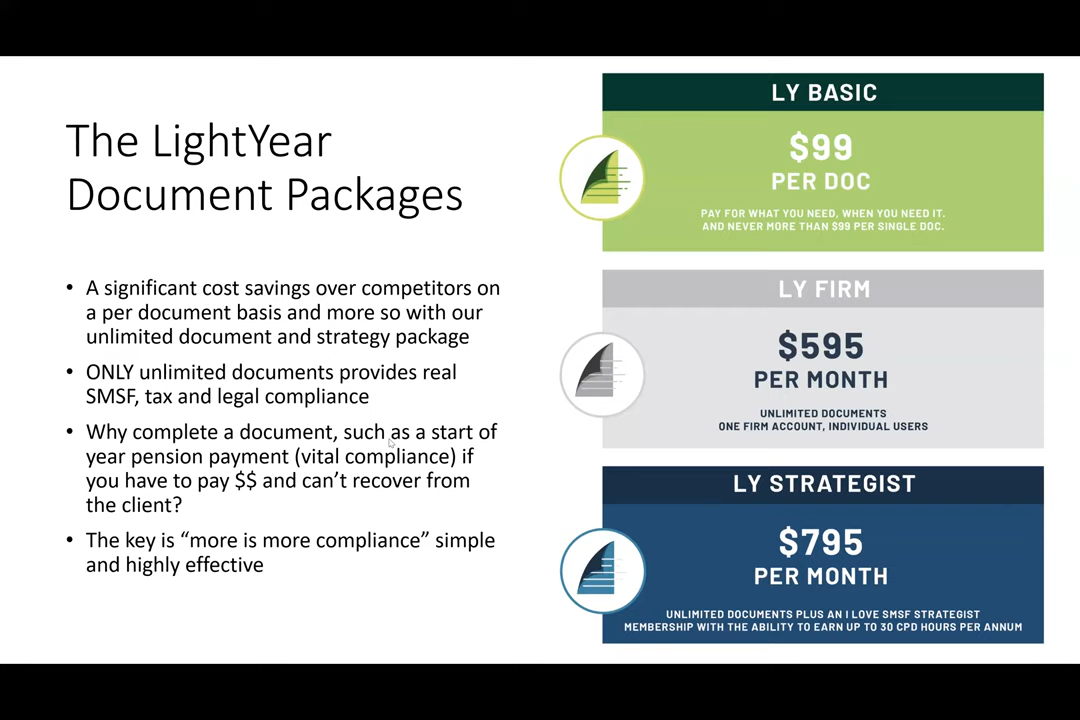 The LightYear
Document Packages
• A significant cost savings over competitors on
a per document basis and more so with our
unlimited document and strategy package
• ONLY unlimited documents provides real
SMSF, tax and legal compliance
• Why complete a document, such as a start of
year pension payment (vital compliance) if
you have to pay $$ and can’t recover from
the client?
• The key is “more is more compliance” simple
and highly effective
LY BASIC
$99
PER DOC
PAY FOR WHAT YOU NEED, WHEN YOU NEED IT.
AND NEVER MORE THAN $99 PER SINGLE DOC.
LY FIRM
$595
PER MONTH
UNLIMITED DOCUMENTS
ONE FIRM ACCOUNT, INDIVIDUAL USERS
LY STRATEGIST
$795
PER MONTH
UNLIMITED DOCUMENTS PLUS AN I LOVE SMSF STRATEGIST
MEMBERSHIP WITH THE ABILITY TO EARN UP TO 30 CPD HOURS PER ANNUM